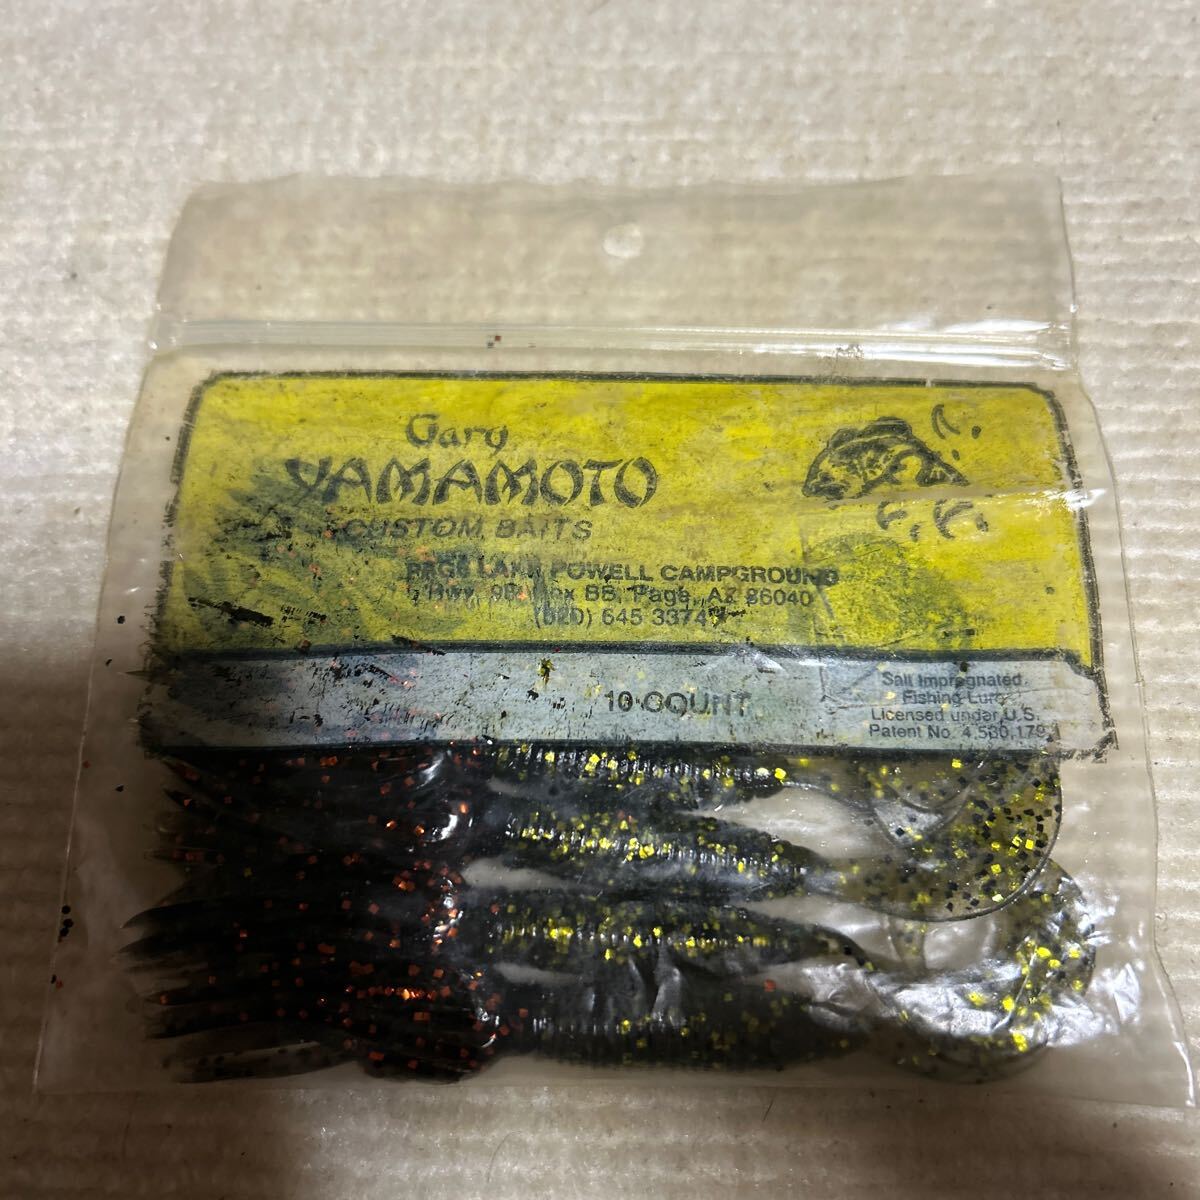 Gary
YAMAMOTO
CUSTOM BAITS
PAGE LAKE POWELL CAMPGROUND
Hwy. Box BB, Page, AZ 86040
(520) 645 3374
10 COUNT
Salt Impregnated
Fishing Lure
Licensed under U.S.
Patent No. 4,530,179